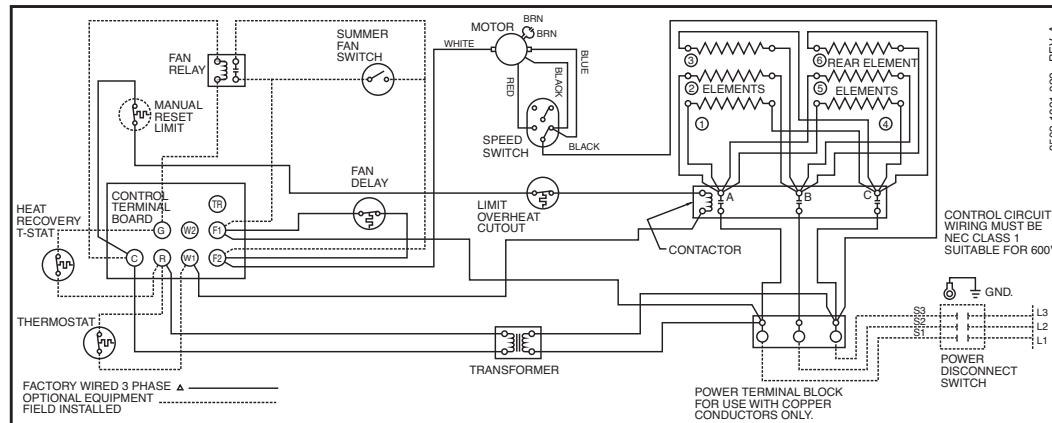 FAN
RELAY
SUMMER
FAN
SWITCH
MOTOR
BRN
BRN
WHITE
RED
BLACK
BLUE
SPEED
SWITCH
BLACK
MANUAL
RESET
LIMIT
3
2 ELEMENTS
1
6 REAR ELEMENT
5 ELEMENTS
4
HEAT
RECOVERY
T-STAT
CONTROL
TERMINAL
BOARD
TR
G
W2
F1
C
R
W1
F2
FAN
DELAY
LIMIT
OVERHEAT
CUTOUT
A
B
C
CONTACTOR
CONTROL CIRCUIT
WIRING MUST BE
NEC CLASS 1
SUITABLE FOR 600V
GND.
THERMOSTAT
TRANSFORMER
S3
S2
S1
L3
L2
L1
POWER
DISCONNECT
SWITCH
POWER TERMINAL BLOCK
FOR USE WITH COPPER
CONDUCTORS ONLY.
FACTORY WIRED 3 PHASE Δ
OPTIONAL EQUIPMENT
FIELD INSTALLED